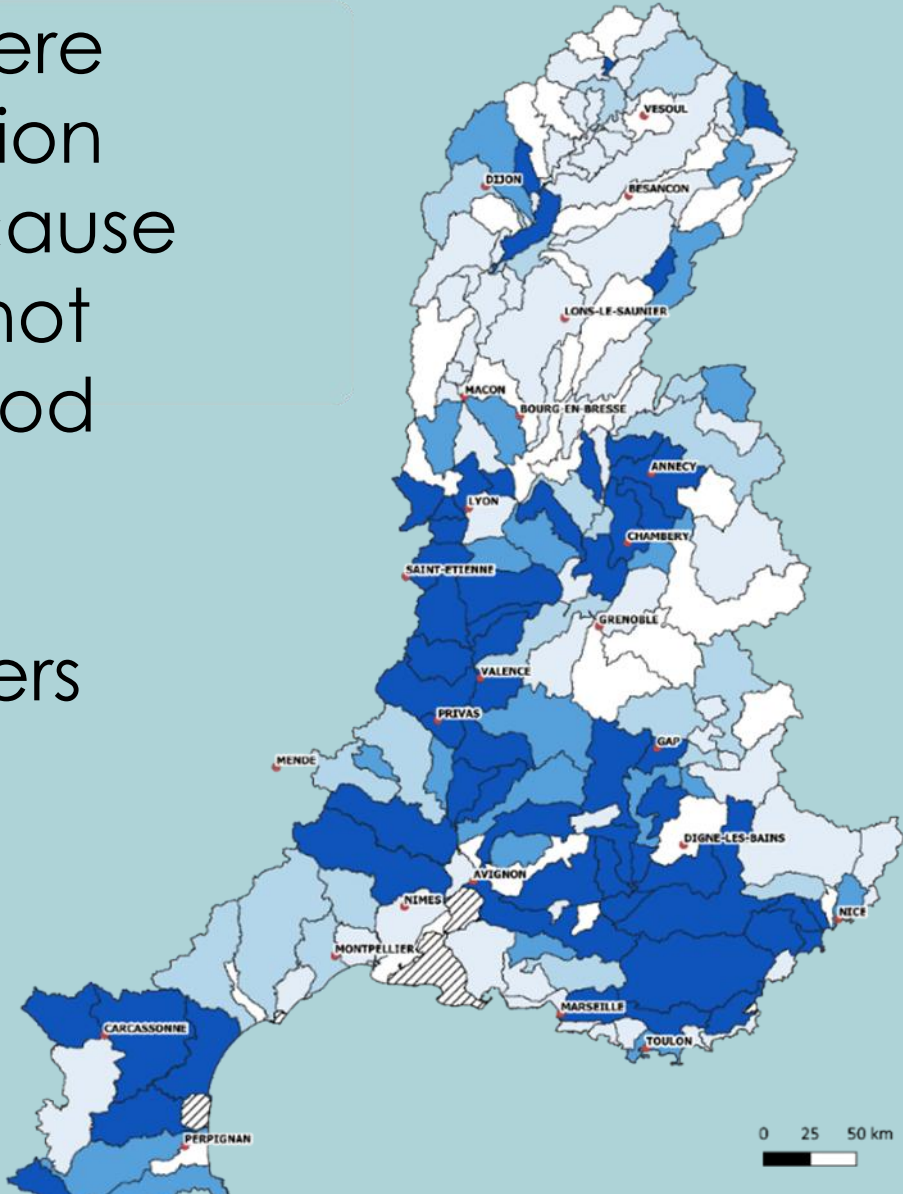 ere
ion
cause
not
od
ers
VESOUL
DIJON
BESANCON
LONS-LE-SAUNIER
MACON
BOURG-EN-BRESSE
ANNECY
LYON
CHAMBERY
SAINT-ETIENNE
GRENOBLE
VALENCE
PRIVAS
GAP
MENDE
DIGNE-LES-BAINS
AVIGNON
NIMES
NICE
MONTPELLIER
MARSEILLE
CARCASSONNE
TOULON
PERPIGNAN
0 25 50 km